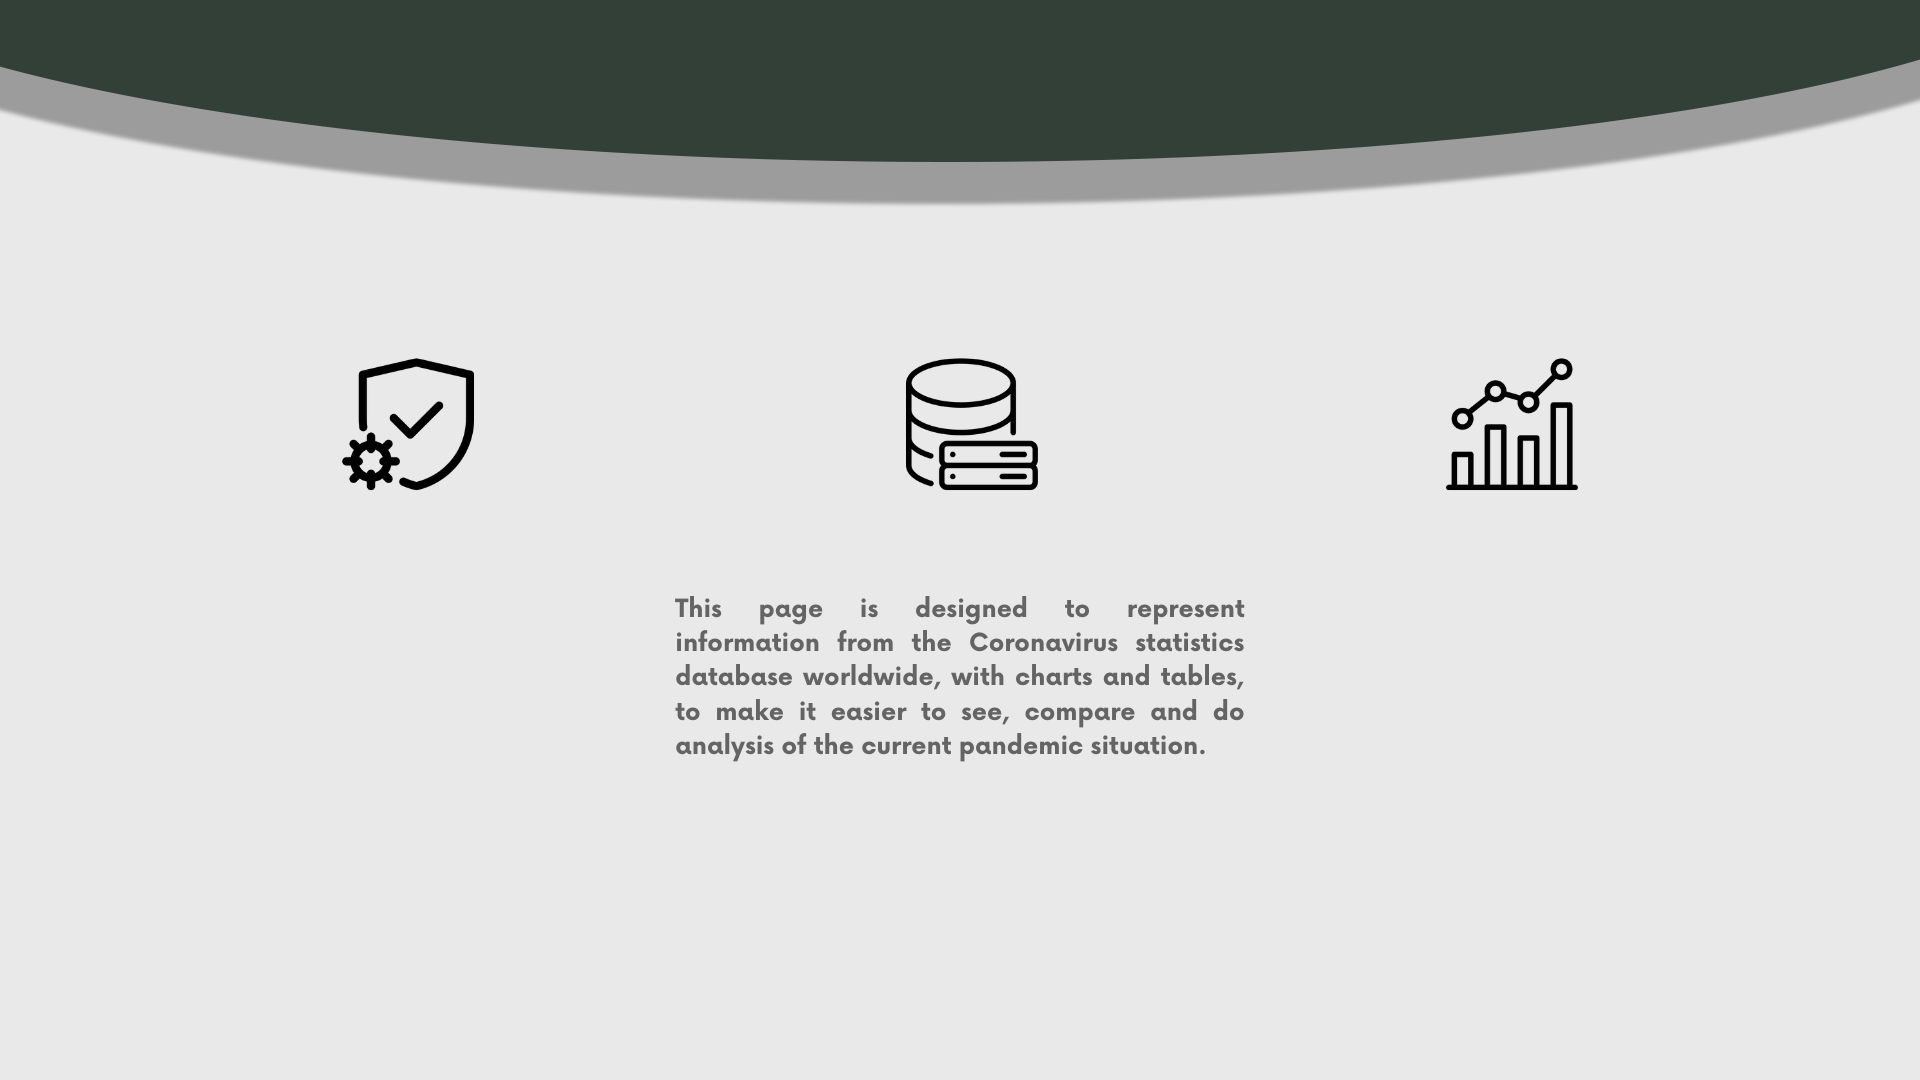 This page is designed to represent
information from the Coronavirus statistics
database worldwide, with charts and tables,
to make it easier to see, compare and do
analysis of the current pandemic situation.